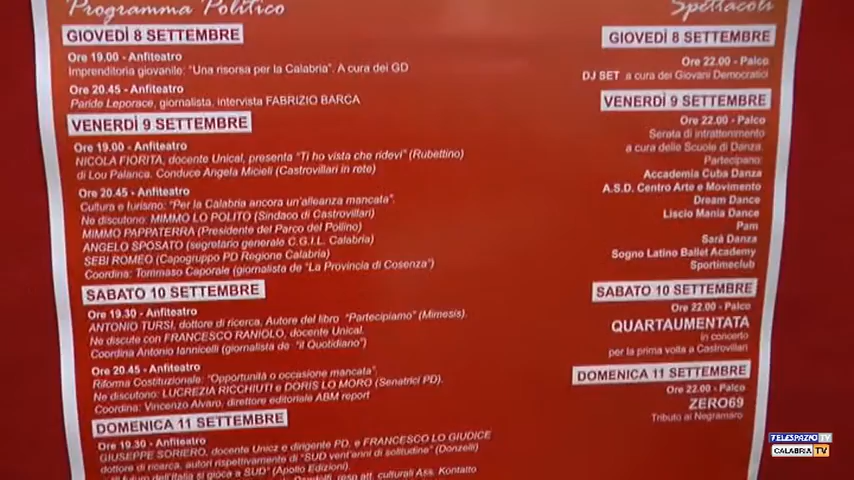 Programma Politico
GIOVEDÌ 8 SETTEMBRE
Ore 19.00 - Anfiteatro
Imprenditoria giovanile: "Una risorsa per la Calabria". A cura dei GD
Ore 20.45 - Anfiteatro
Paride Leporace, giornalista, intervista FABRIZIO BARCA
VENERDÌ 9 SETTEMBRE
Ore 19.00 - Anfiteatro
NICOLA FIORITA, docente Unical, presenta "Ti ho vista che ridevi" (Rubettino)
di Lou Palanca. Conduce Angela Micieli (Castrovillari in rete)
Ore 20.45 - Anfiteatro
Cultura e turismo: "Per la Calabria ancora un'alleanza mancata".
Ne discutono: MIMMO LO POLITO (Sindaco di Castrovillari)
MIMMO PAPPATERRA (Presidente del Parco del Pollino)
ANGELO SPOSATO (segretario generale C.G.I.L. Calabria)
SEBI ROMEO (Capogruppo PD Regione Calabria)
Coordina: Tommaso Caporale (giornalista de "La Provincia di Cosenza")
SABATO 10 SETTEMBRE
Ore 19.30 - Anfiteatro
ANTONIO TURSI, dottore di ricerca, Autore del libro "Partecipiamo" (Mimesis).
Ne discute con FRANCESCO RANIOLO, docente Unical.
Coordina Antonio Iannicelli (giornalista de "il Quotidiano")
Ore 20.45 - Anfiteatro
Riforma Costituzionale: "Opportunità o occasione mancata".
Ne discutono: LUCREZIA RICCHIUTI e DORIS LO MORO (Senatrici PD).
Coordina: Vincenzo Alvaro, direttore editoriale ABM report
DOMENICA 11 SETTEMBRE
Ore 19.30 - Anfiteatro
GIUSEPPE SORIERO, docente Unicz e dirigente PD. e FRANCESCO LO GIUDICE
dottore di ricerca, autori rispettivamente di "SUD vent'anni di solitudine" (Donzelli)
futuro dell'Italia si gioca a SUD" (Apollo Edizioni).
resp att. culturali Ass. Kontatto
Spettacoli
GIOVEDÌ 8 SETTEMBRE
Ore 22.00 - Palco
DJ SET a cura dei Giovani Democratici
VENERDÌ 9 SETTEMBRE
Ore 22.00 - Palco
Serata di intrattenimento
a cura delle Scuole di Danza.
Partecipano:
Accademia Cuba Danza
A.S.D. Centro Arte e Movimento
Dream Dance
Liscio Mania Dance
Pam
Sarà Danza
Sogno Latino Ballet Academy
Sportimeclub
SABATO 10 SETTEMBRE
Ore 22.00 - Palco
QUARTAUMENTATA
in concerto
per la prima volta a Castrovillari
DOMENICA 11 SETTEMBRE
Ore 22.00 - Palco
ZERO69
Tributo ai Negramaro
TELESPAZIO TV
CALABRIA TV